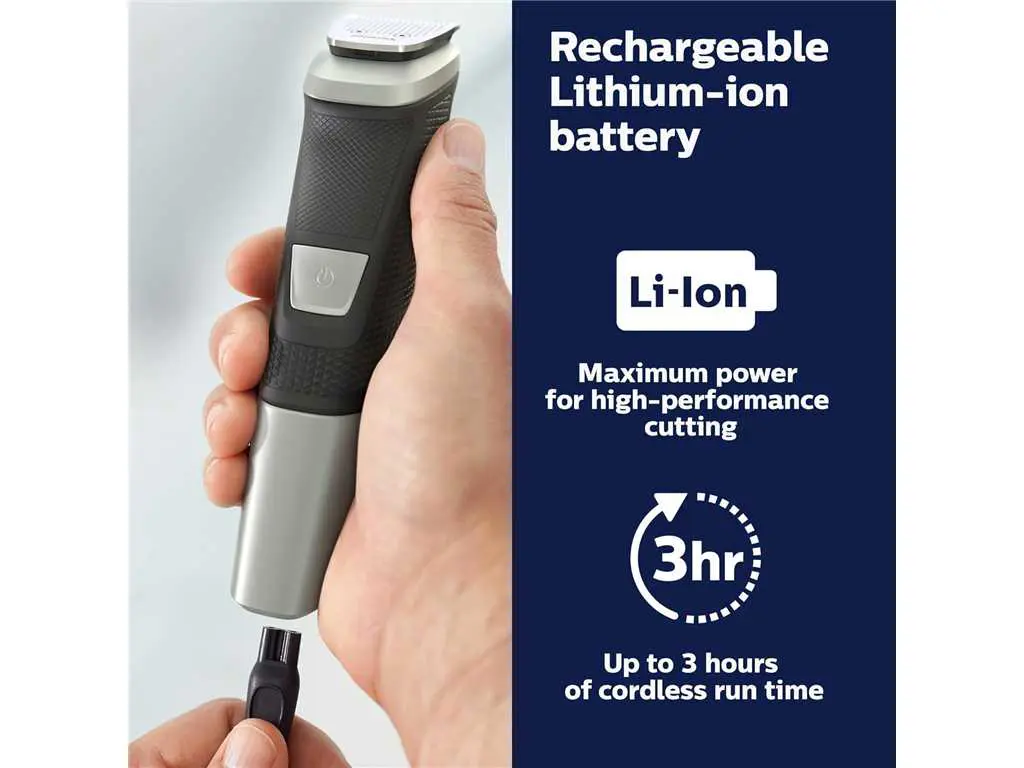 Rechargeable
Lithium-ion
battery
Li-Ion
Maximum power
for high-performance
cutting
3hr
Up to 3 hours
of cordless run time